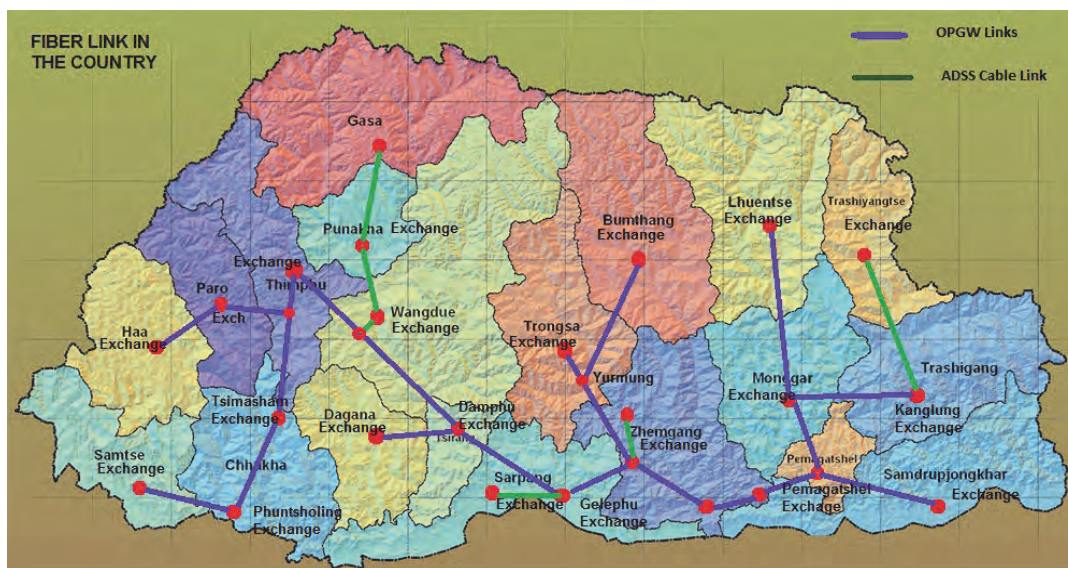 FIBER LINK IN
THE COUNTRY
OPGW Links
ADSS Cable Link
Gasa
Punakha
Exchange
Exchange
Thimphu
Paro
Exch
Haa
Exchange
Wangdue
Exchange
Bumthang
Exchange
Lhuentse
Exchange
Trashiyangtse
Exchange
Trongsa
Exchange
Yurmung
Tsimasham
Exchange
Dagana
Exchange
Damphu
Exchange
Tsirang
Zhemgang
Exchange
Monggar
Exchange
Trashigang
Kanglung
Exchange
Samtse
Exchange
Chhukha
Phuntsholing
Exchange
Sarpang
Exchange
Gelephu
Exchange
Pemagatshel
Pemagatshel
Exchage
Samdrupjongkhar
Exchange